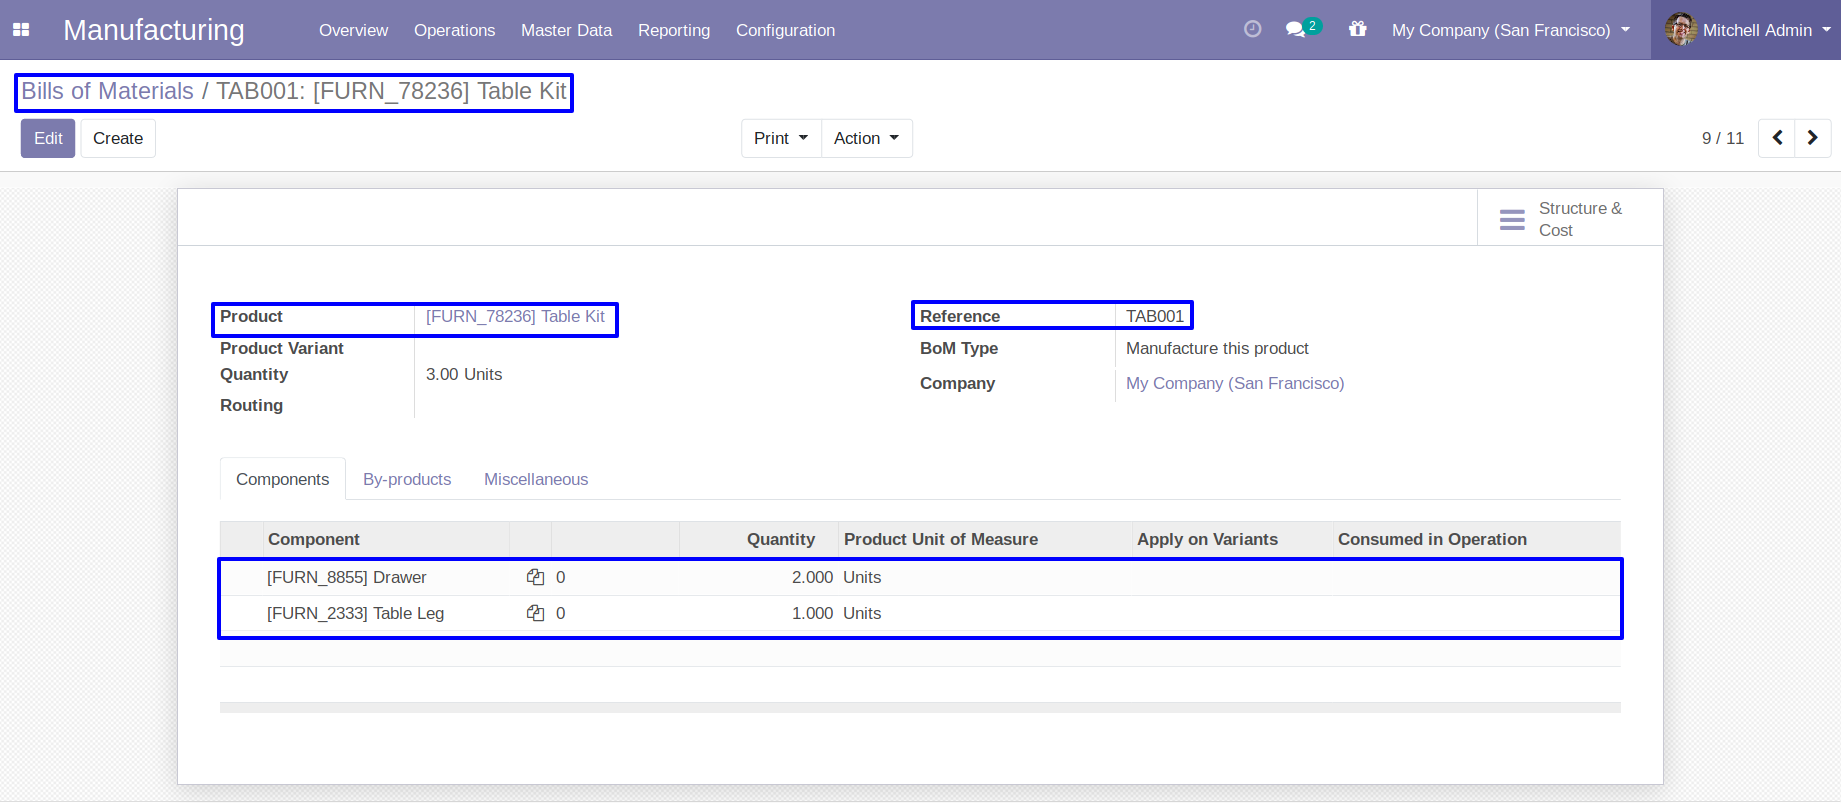 Manufacturing Overview Operations Master Data Reporting Configuration 2 My Company (San Francisco) Mitchell Admin
Bills of Materials / TAB001: [FURN_78236] Table Kit
Edit Create Print Action 9 / 11
Structure &
Cost
Product [FURN_78236] Table Kit Reference TAB001
Product Variant BoM Type Manufacture this product
Quantity 3.00 Units Company My Company (San Francisco)
Routing
Components By-products Miscellaneous
Component Quantity Product Unit of Measure Apply on Variants Consumed in Operation
[FURN_8855] Drawer 0 2.000 Units
[FURN_2333] Table Leg 0 1.000 Units